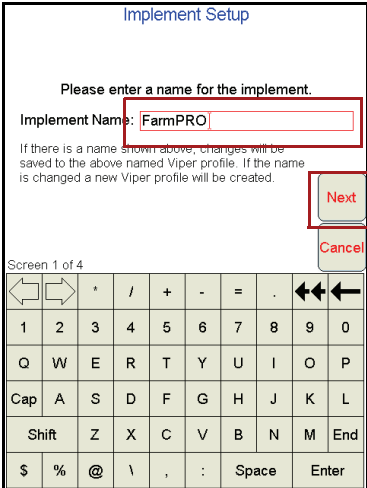 Implement Setup
Please enter a name for the implement.
Implement Name: FarmPRO
If there is a name shown above, changes will be
saved to the above named Viper profile. If the name
is changed a new Viper profile will be created.
Next
Cancel
Screen 1 of 4
* / + - = .
1 2 3 4 5 6 7 8 9 0
Q W E R T Y U I O P
Cap A S D F G H J K L
Shift Z X C V B N M End
$ % @ \ , : Space Enter